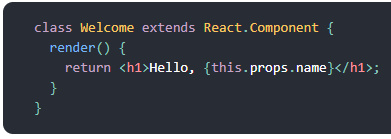 class Welcome extends React.Component {
  render() {
    return <h1>Hello, {this.props.name}</h1>;
  }
}